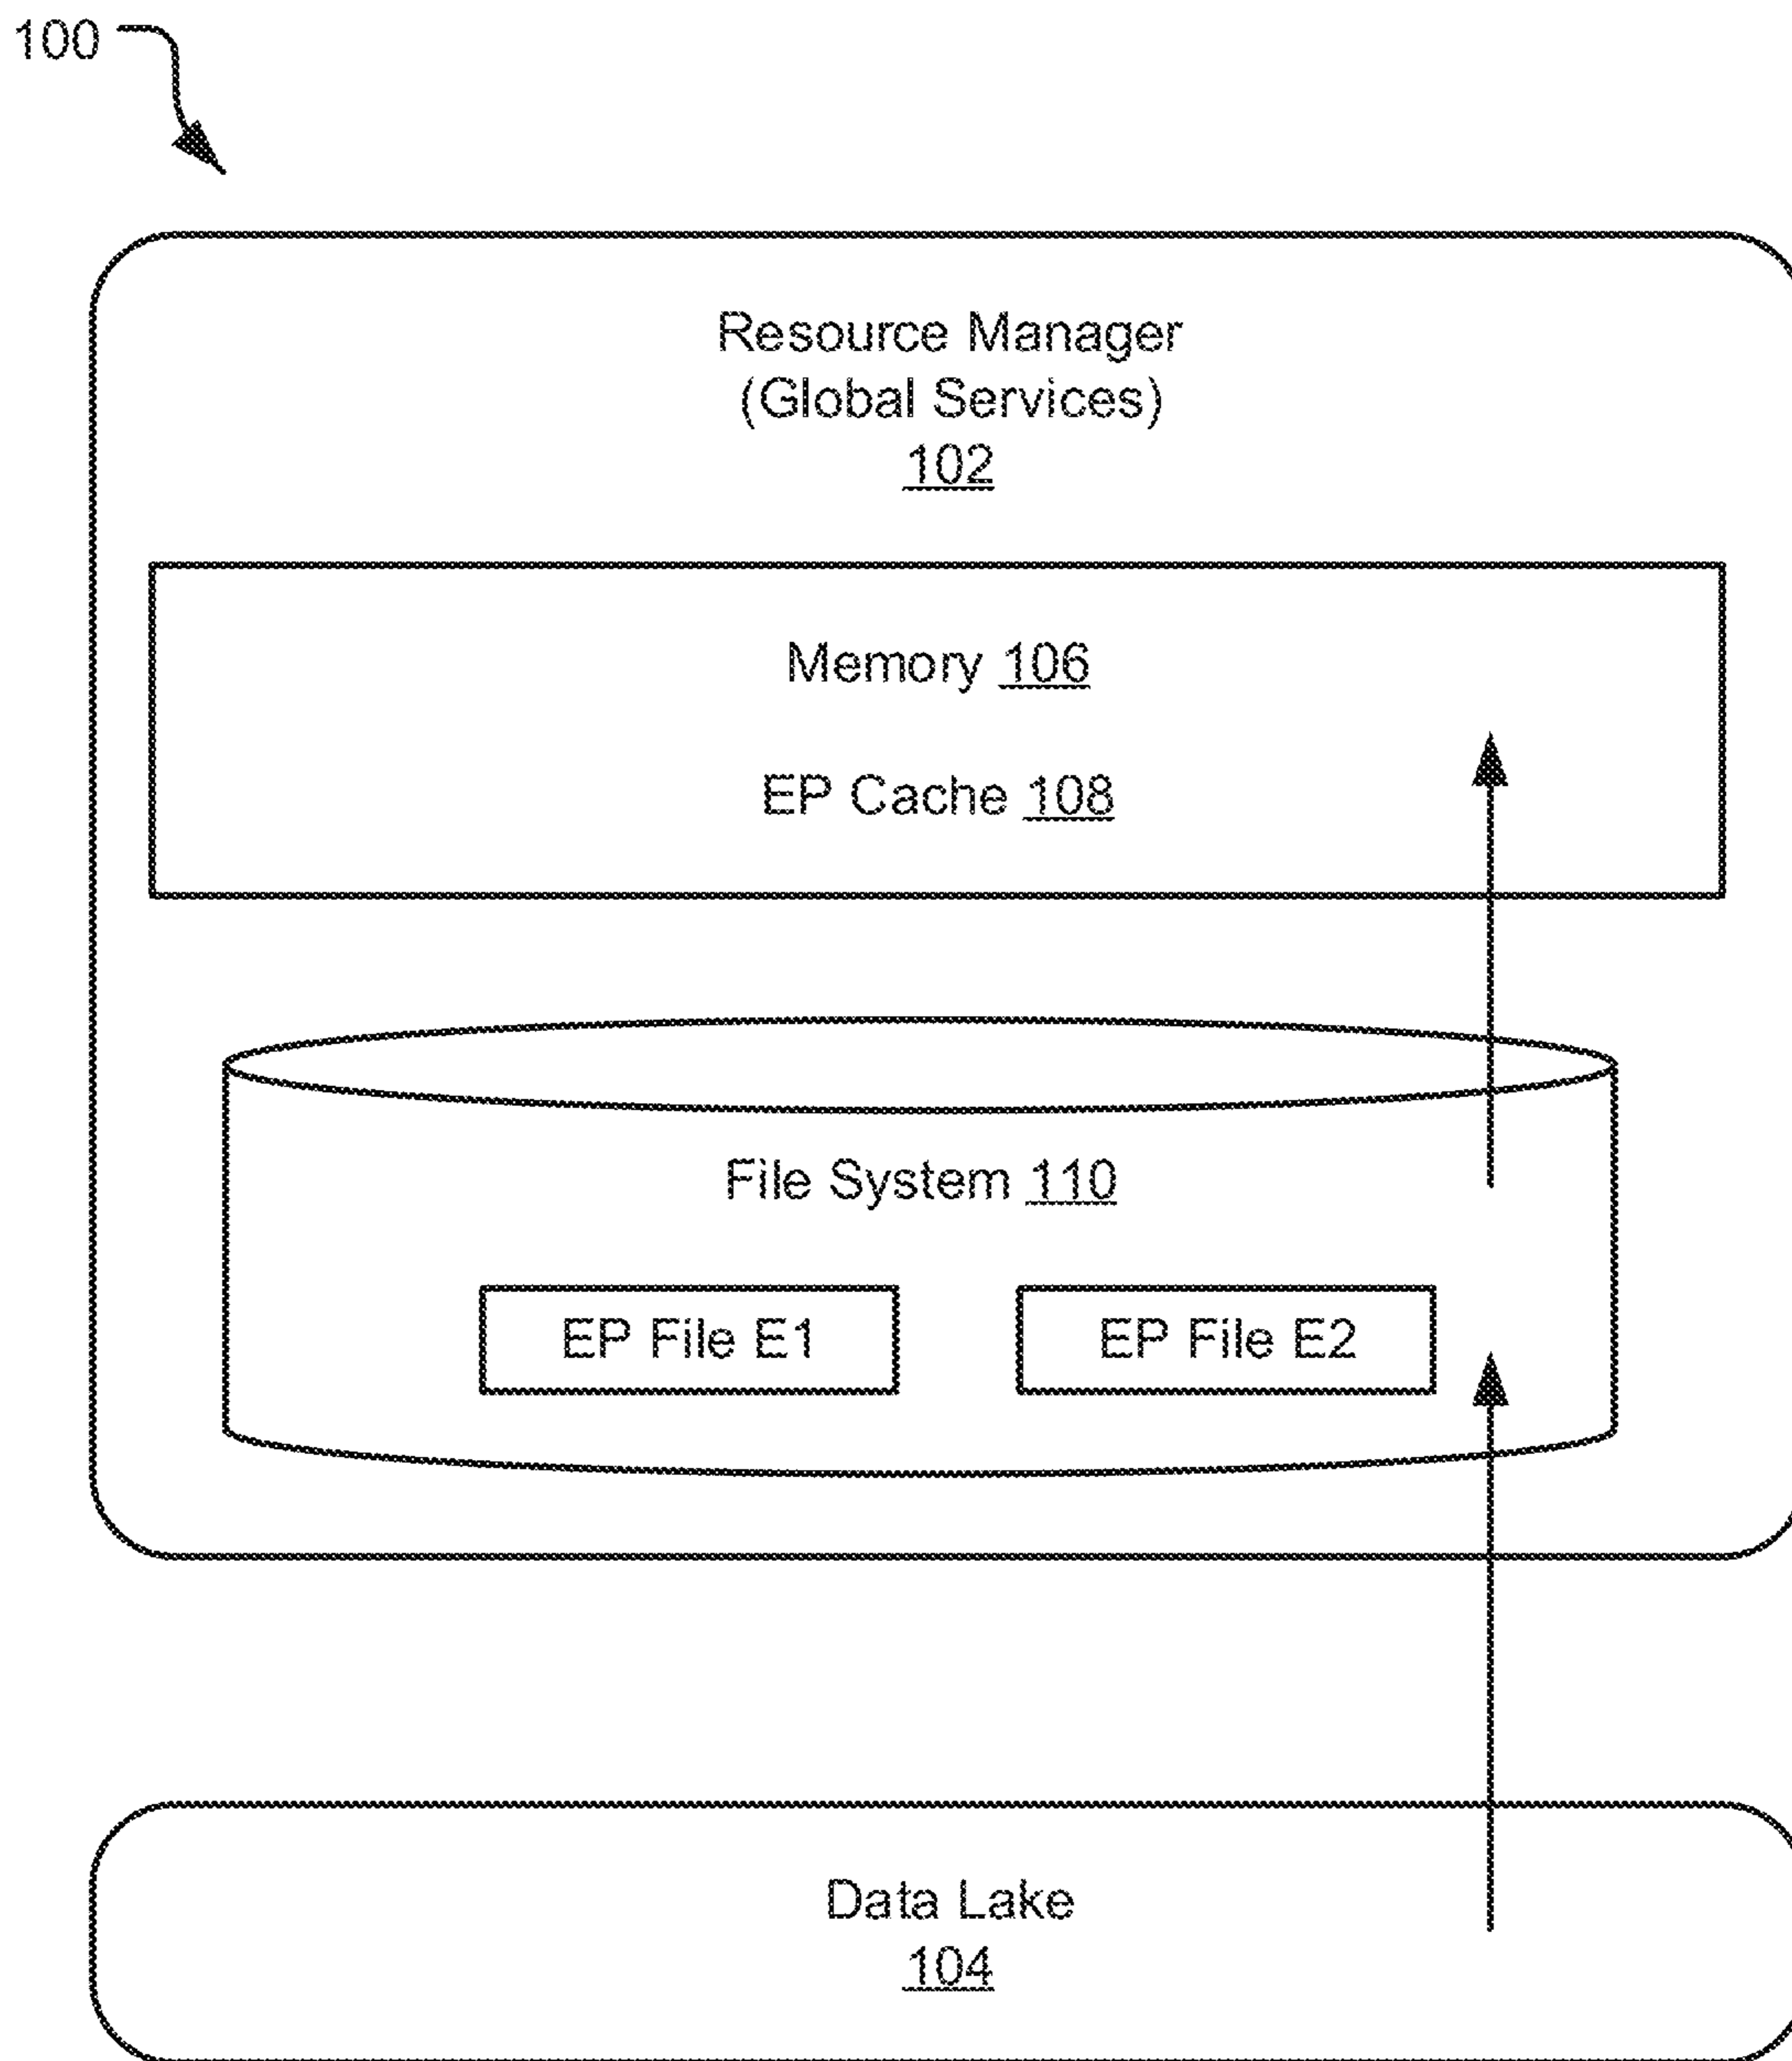 100
Resource Manager
(Global Services)
102
Memory 106
EP Cache 108
File System 110
EP File E1
EP File E2
Data Lake
104